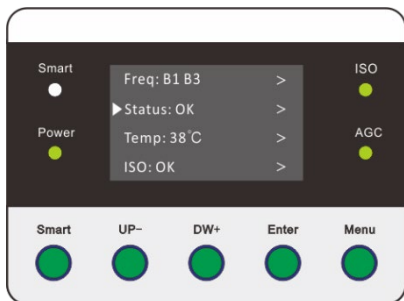 Smart
ISO
Freq: B1 B3 >
Status: OK >
Power
AGC
Temp: 38℃ >
ISO: OK >
Smart UP- DW+ Enter Menu